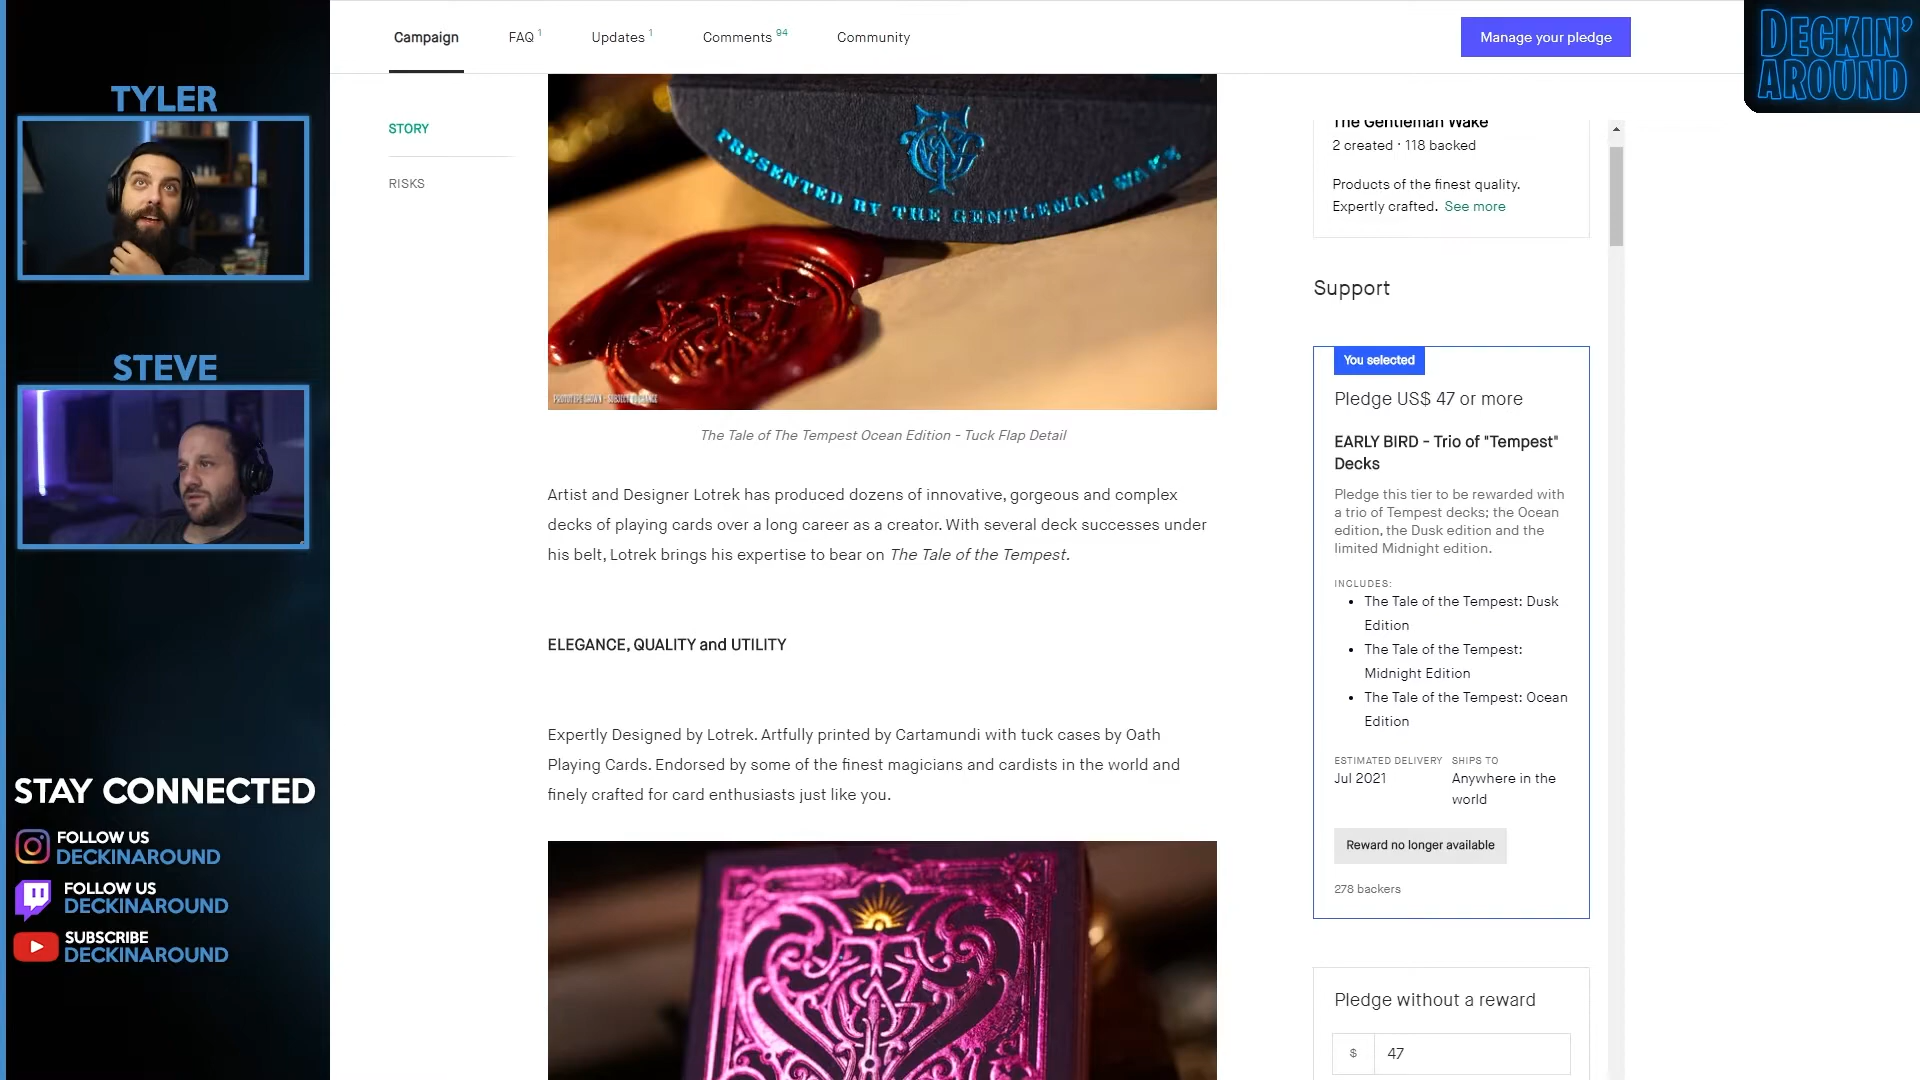 DECKIN'
AROUND
TYLER
STEVE
STAY CONNECTED
FOLLOW US
DECKINAROUND
FOLLOW US
DECKINAROUND
SUBSCRIBE
DECKINAROUND
Campaign
FAQ 1
Updates 1
Comments 94
Community
Manage your pledge
STORY
RISKS
PRESENTED BY THE GENTLEMAN WAKE
PROTOTYPE SHOWN - SUBJECT TO CHANGE
The Tale of The Tempest Ocean Edition - Tuck Flap Detail
Artist and Designer Lotrek has produced dozens of innovative, gorgeous and complex
decks of playing cards over a long career as a creator. With several deck successes under
his belt, Lotrek brings his expertise to bear on The Tale of the Tempest.
ELEGANCE, QUALITY and UTILITY
Expertly Designed by Lotrek. Artfully printed by Cartamundi with tuck cases by Oath
Playing Cards. Endorsed by some of the finest magicians and cardists in the world and
finely crafted for card enthusiasts just like you.
The Gentleman Wake
2 created · 118 backed
Products of the finest quality.
Expertly crafted. See more
Support
You selected
Pledge US$ 47 or more
EARLY BIRD - Trio of "Tempest"
Decks
Pledge this tier to be rewarded with
a trio of Tempest decks; the Ocean
edition, the Dusk edition and the
limited Midnight edition.
INCLUDES:
• The Tale of the Tempest: Dusk
Edition
• The Tale of the Tempest:
Midnight Edition
• The Tale of the Tempest: Ocean
Edition
ESTIMATED DELIVERY
Jul 2021
SHIPS TO
Anywhere in the
world
Reward no longer available
278 backers
Pledge without a reward
$ 47